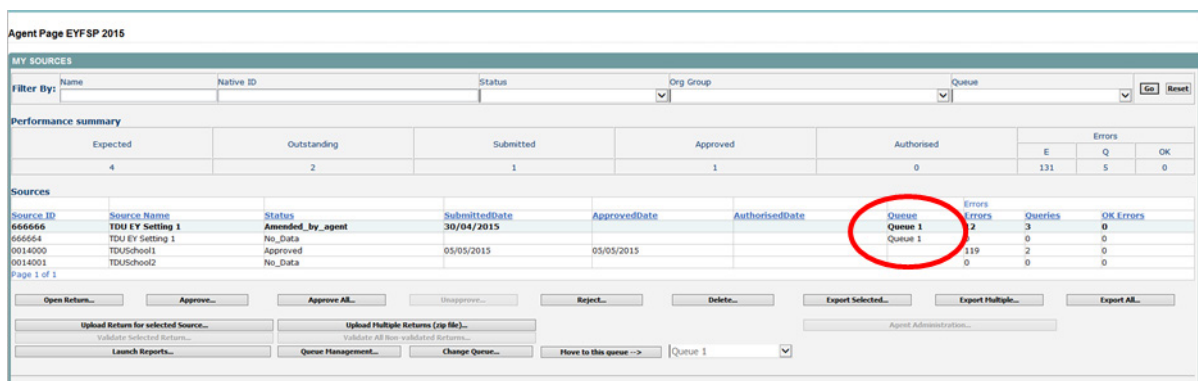 Agent Page EYFSP 2015
MY SOURCES
Filter By: Name Native ID Status Org Group Queue Go Reset
Performance summary
Expected Outstanding Submitted Approved Authorised Errors
E Q OK
4 2 1 1 0 131 5 0
Sources
Errors
Source ID Source Name Status SubmittedDate ApprovedDate AuthorisedDate Queue Errors Queries OK Errors
666666 TDU EY Setting 1 Amended_by_agent 30/04/2015 Queue 1 12 3 0
666664 TDU EY Setting 1 No_Data Queue 1 0 0
0014000 TDUSchool1 Approved 05/05/2015 05/05/2015 119 2 0
0014001 TDUSchool2 No_Data 0 0 0
Page 1 of 1
Open Return... Approve... Approve All... Unapprove... Reject... Delete... Export Selected... Export Multiple... Export All...
Upload Return for selected Source... Upload Multiple Returns (zip file)... Agent Administration...
Validate Selected Return... Validate All Non-validated Returns...
Launch Reports... Queue Management... Change Queue... Move to this queue --> Queue 1